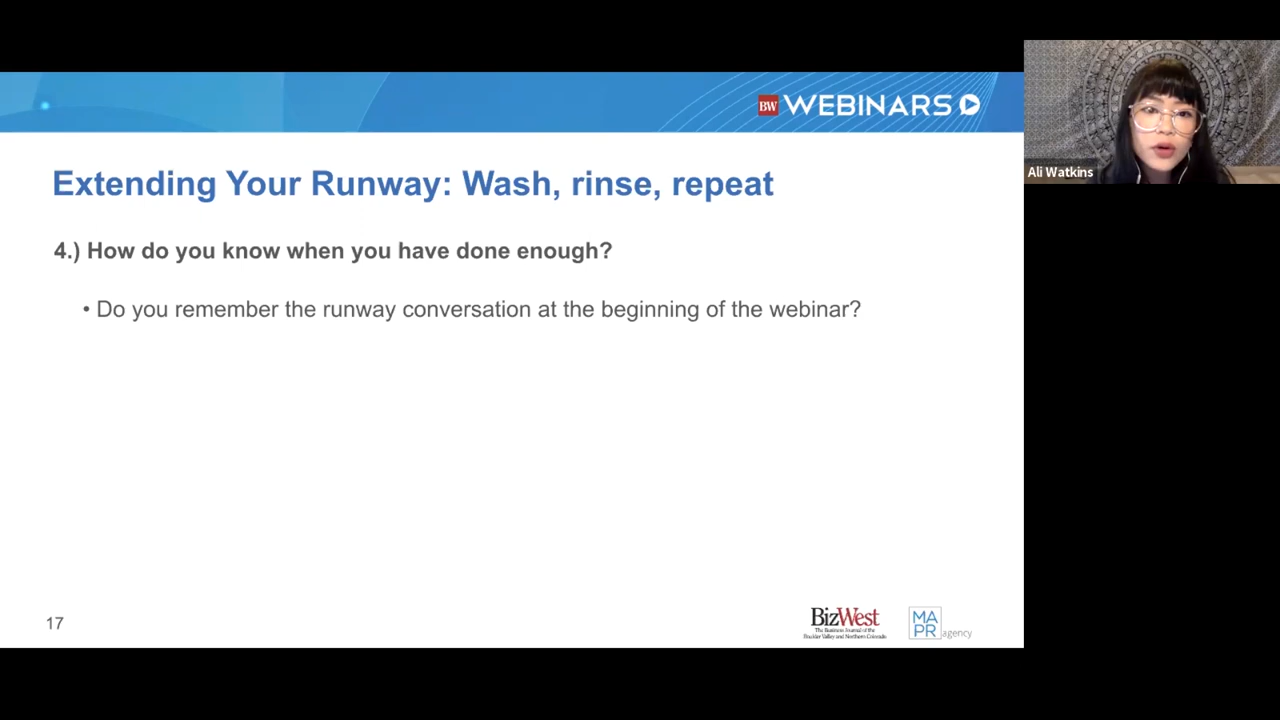 BW WEBINARS
Ali Watkins
Extending Your Runway: Wash, rinse, repeat
4.) How do you know when you have done enough?
• Do you remember the runway conversation at the beginning of the webinar?
17
BizWest
The Business Journal of the
Boulder Valley and Northern Colorado
MA
PR agency